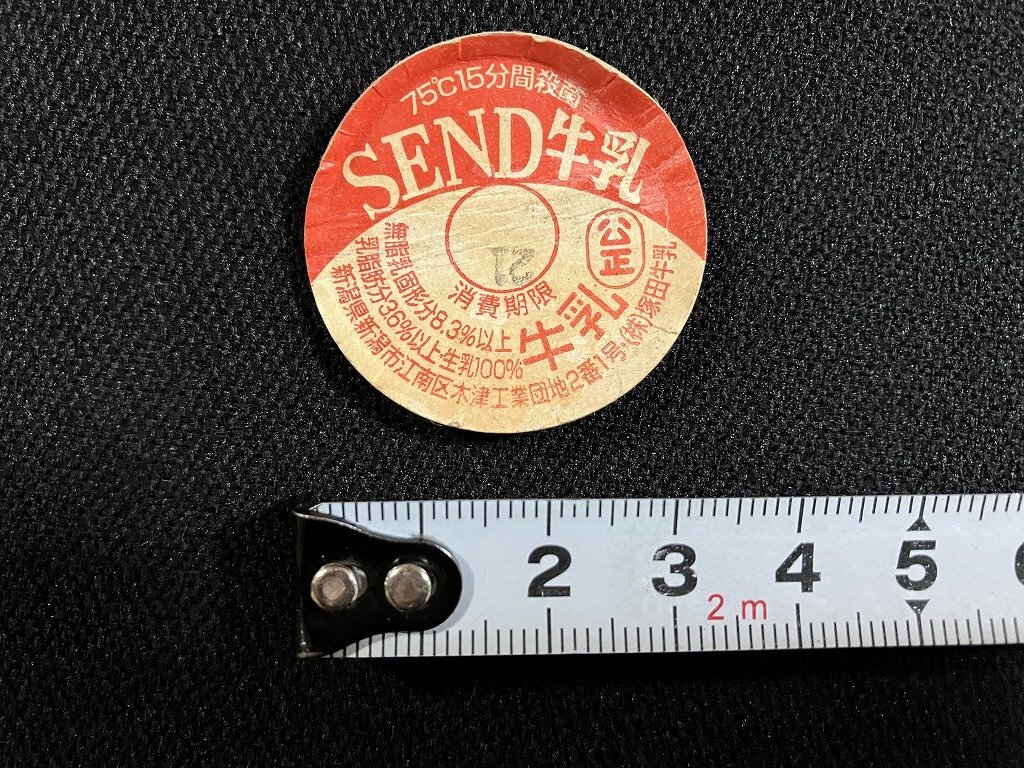 75℃15分間殺菌
SEND牛乳
21
公正
消費期限
牛乳
無脂乳固形分8.3%以上
乳脂肪分3.6%以上・生乳100%
新潟県新潟市江南区木津工業団地2番1号・(株)塚田牛乳
2 3 4 5
2m